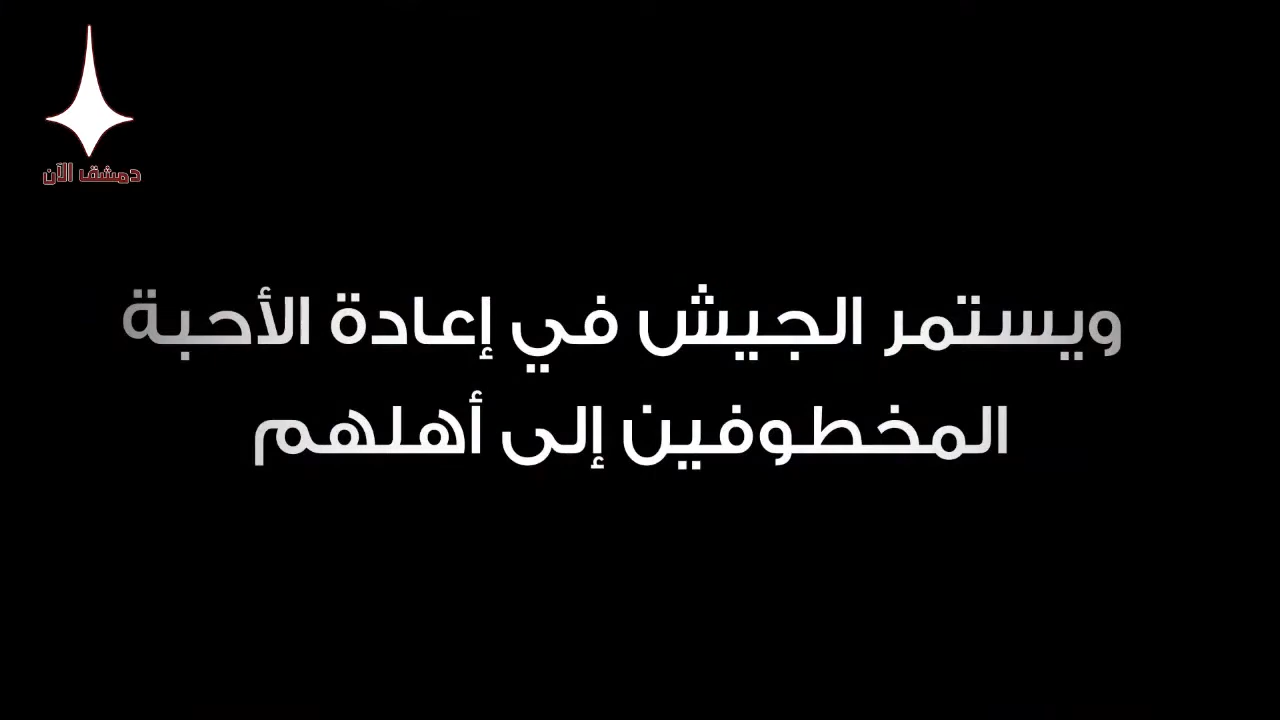 دمشق الآن
ويستمر الجيش في إعادة الأحبة
المخطوفين إلى أهلهم